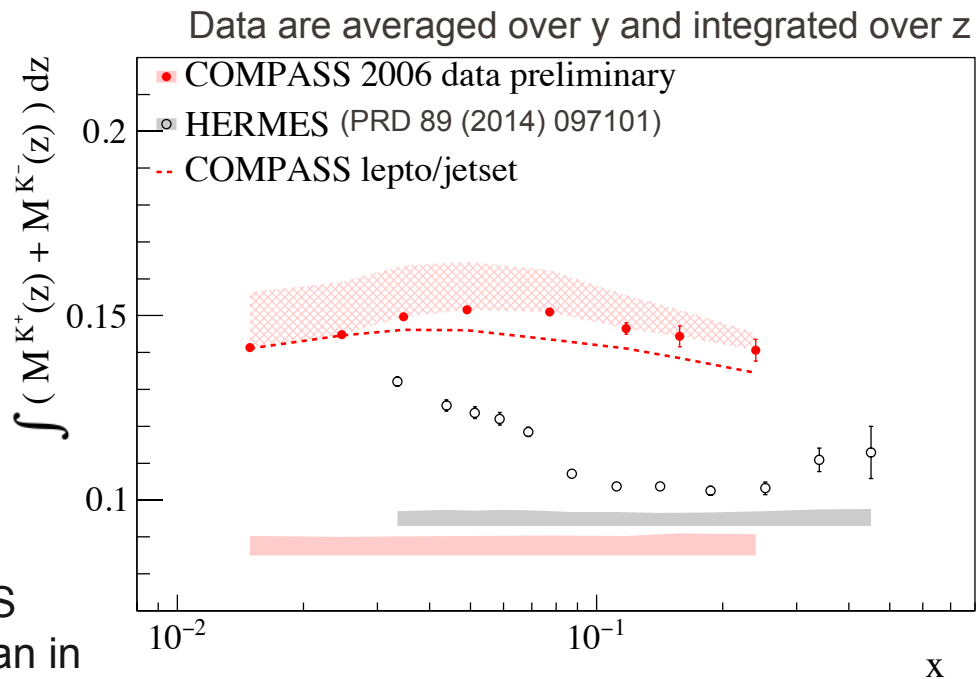 Data are averaged over y and integrated over z
COMPASS 2006 data preliminary
HERMES (PRD 89 (2014) 097101)
COMPASS lepto/jetset
∫ ( M^{K^+}(z) + M^{K^-}(z) ) dz
0.2
0.15
0.1
S
an in
10^{-2}
10^{-1}
x